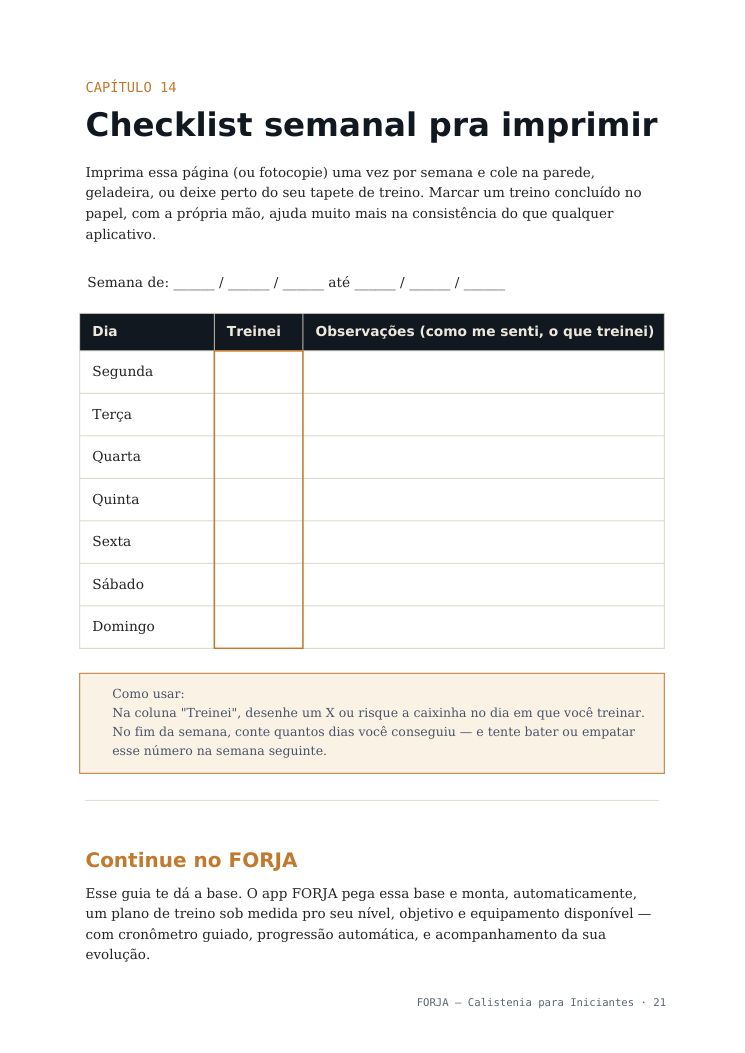 CAPÍTULO 14
Checklist semanal pra imprimir
Imprima essa página (ou fotocopie) uma vez por semana e cole na parede,
geladeira, ou deixe perto do seu tapete de treino. Marcar um treino concluído no
papel, com a própria mão, ajuda muito mais na consistência do que qualquer
aplicativo.
Semana de: ______ / ______ / ______ até ______ / ______ / ______
Dia Treinei Observações (como me senti, o que treinei)
Segunda
Terça
Quarta
Quinta
Sexta
Sábado
Domingo
Como usar:
Na coluna "Treinei", desenhe um X ou risque a caixinha no dia em que você treinar.
No fim da semana, conte quantos dias você conseguiu — e tente bater ou empatar
esse número na semana seguinte.
Continue no FORJA
Esse guia te dá a base. O app FORJA pega essa base e monta, automaticamente,
um plano de treino sob medida pro seu nível, objetivo e equipamento disponível —
com cronômetro guiado, progressão automática, e acompanhamento da sua
evolução.
FORJA — Calistenia para Iniciantes · 21